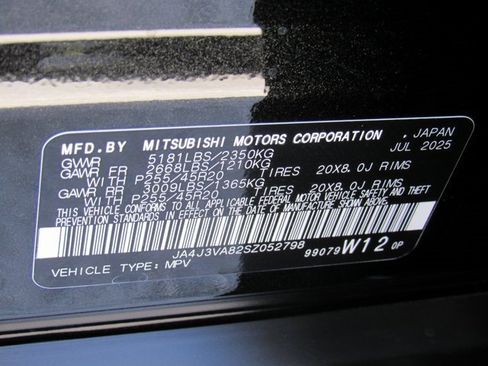 MFD.BY MITSUBISHI MOTORS CORPORATION, JAPAN
JUL 2025
GVWR 5181LBS/2350KG
GAWR FR 2668LBS/1210KG
WITH P255/45R20 TIRES 20X8.0J RIMS
GAWR RR 3009LBS/1365KG
WITH P255/45R20 TIRES 20X8.0J RIMS
THIS VEHICLE CONFORMS TO ALL APPLICABLE FEDERAL MOTOR VEHICLE SAFETY AND THEFT
PREVENTION STANDARDS IN EFFECT ON THE DATE OF MANUFACTURE SHOWN ABOVE.
JA4J3VA82SZ052798
99079 W12 0P
VEHICLE TYPE: MPV